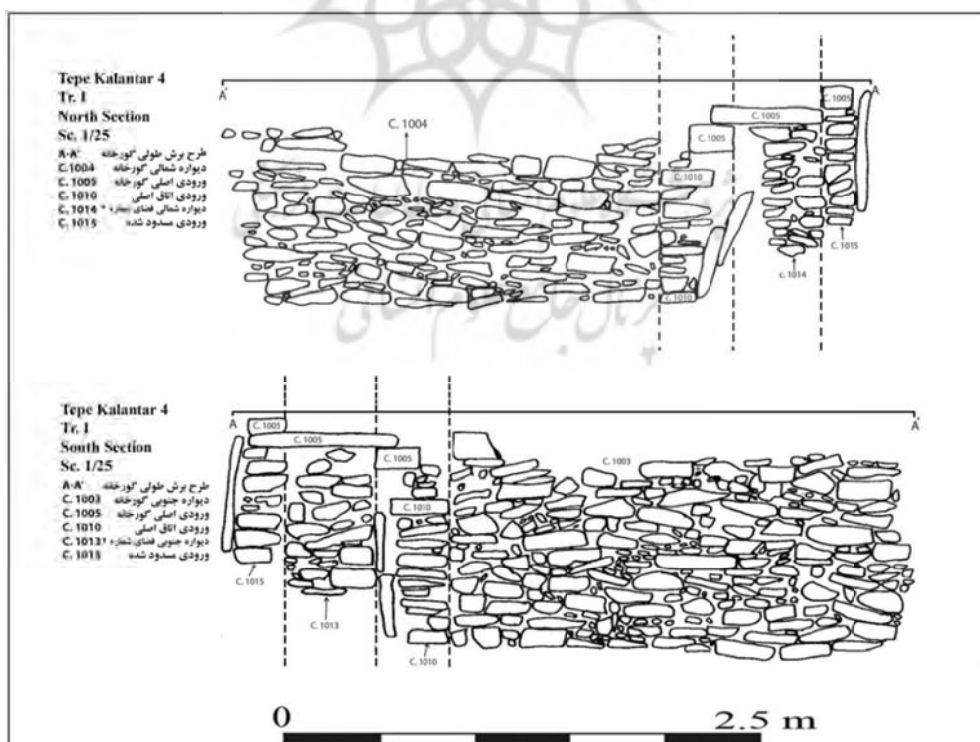 Tepe Kalantar 4
Tr. I
North Section
Sc. 1/25
A-A' طرح برش طولی گورخانه
C.1004 دیواره شمالی گورخانه
C.1005 ورودی اصلی گورخانه
C.1010 ورودی اتاق اصلی
C.1014 دیواره شمالی فضای شماره
C.1015 ورودی مسدود شده
A' A
C. 1004
C. 1005
C. 1005
C. 1005
C. 1010
C. 1010
C. 1015
c. 1014
Tepe Kalantar 4
Tr. I
South Section
Sc. 1/25
A-A' طرح برش طولی گورخانه
C.1003 دیواره جنوبی گورخانه
C.1005 ورودی اصلی گورخانه
C.1010 ورودی اتاق اصلی
C.1013 دیواره جنوبی فضای شماره
C.1015 ورودی مسدود شده
A A'
C. 1005
C. 1005
C. 1005
C. 1003
C. 1010
C. 1015
C. 1013
C. 1010
0 2.5 m